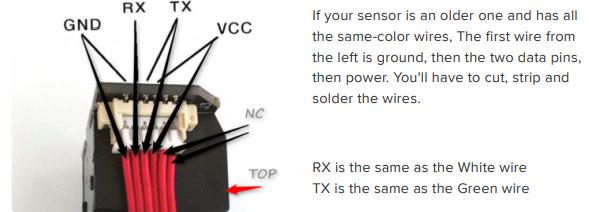 RX TX
GND VCC
NC
TOP
If your sensor is an older one and has all
the same-color wires, The first wire from
the left is ground, then the two data pins,
then power. You'll have to cut, strip and
solder the wires.
RX is the same as the White wire
TX is the same as the Green wire